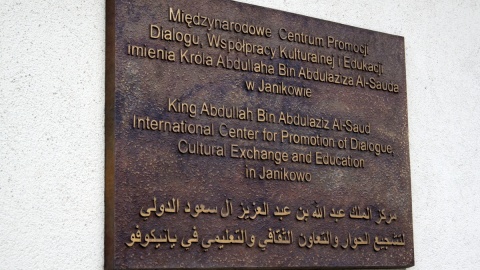 Międzynarodowe Centrum Promocji
Dialogu, Współpracy Kulturalnej i Edukacji
imienia Króla Abdullaha Bin Abdulaziza Al-Sauda
w Janikowie
King Abdullah Bin Abdulaziz Al-Saud
International Center for Promotion of Dialogue,
Cultural Exchange and Education
in Janikowo
مركز الملك عبد الله بن عبد العزيز آل سعود الدولى
لتشجيع الحوار والتعاون الثقافي والتعليمي في يانيكوفو